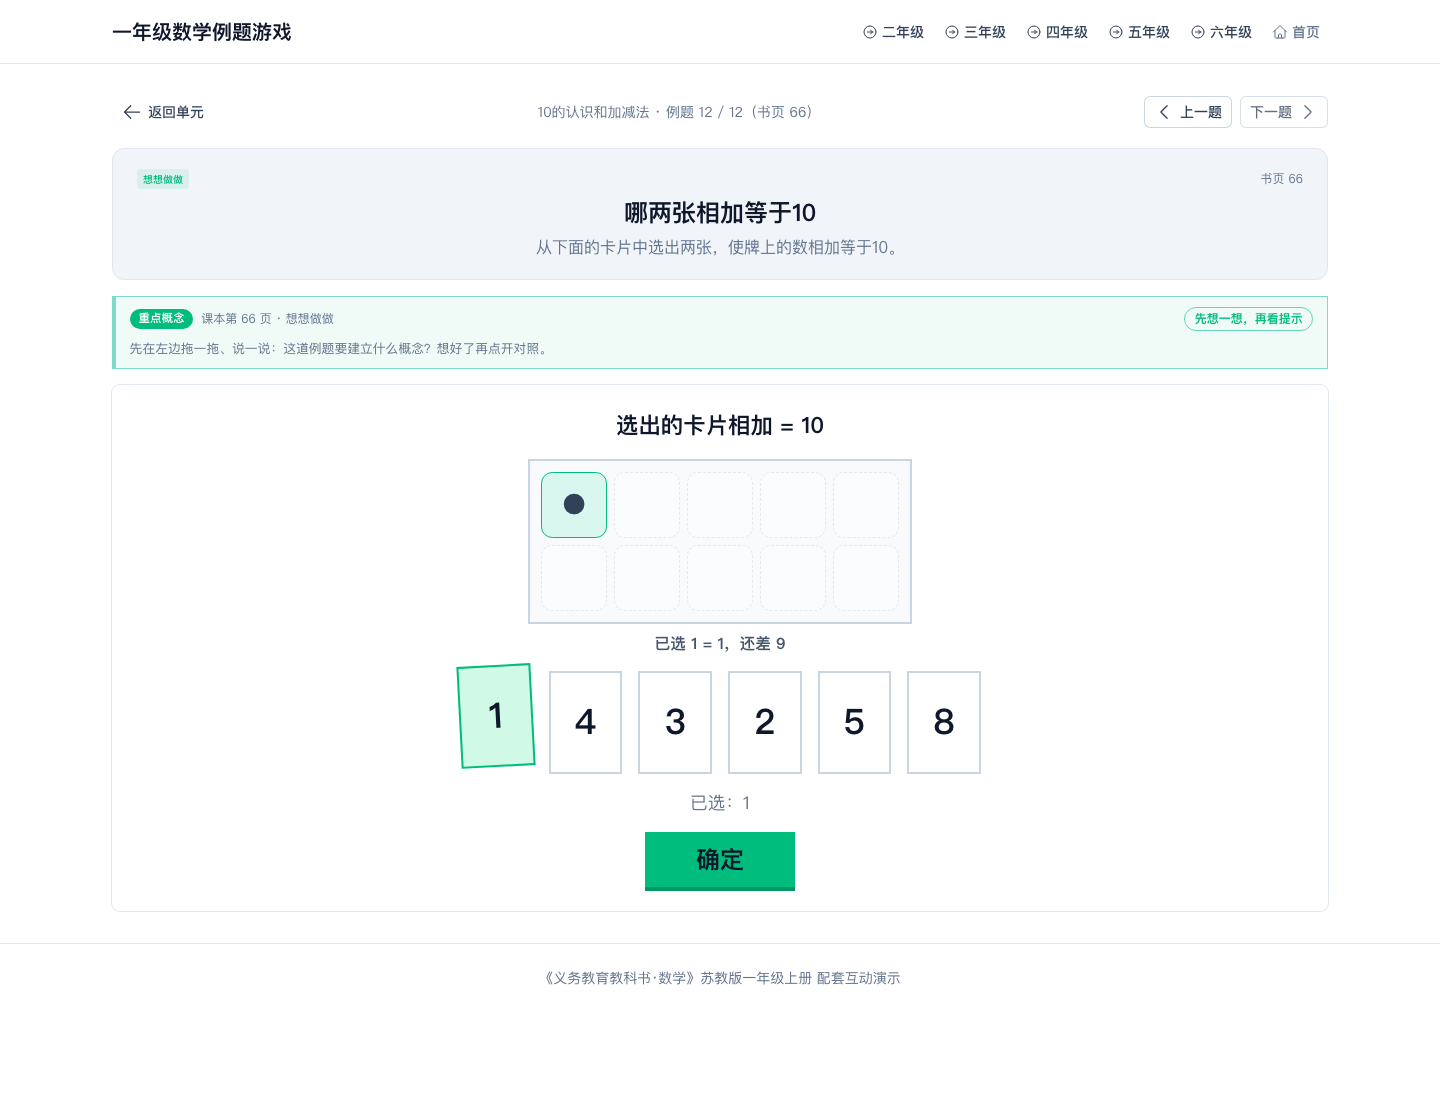 一年级数学例题游戏
二年级 三年级 四年级 五年级 六年级 首页
返回单元
10的认识和加减法 · 例题 12 / 12（书页 66）
上一题
下一题
想想做做
书页 66
哪两张相加等于10
从下面的卡片中选出两张，使牌上的数相加等于10。
重点概念
课本第 66 页 · 想想做做
先想一想，再看提示
先在左边拖一拖、说一说：这道例题要建立什么概念？想好了再点开对照。
选出的卡片相加 = 10
已选 1 = 1，还差 9
1 4 3 2 5 8
已选：1
确定
《义务教育教科书·数学》苏教版一年级上册 配套互动演示